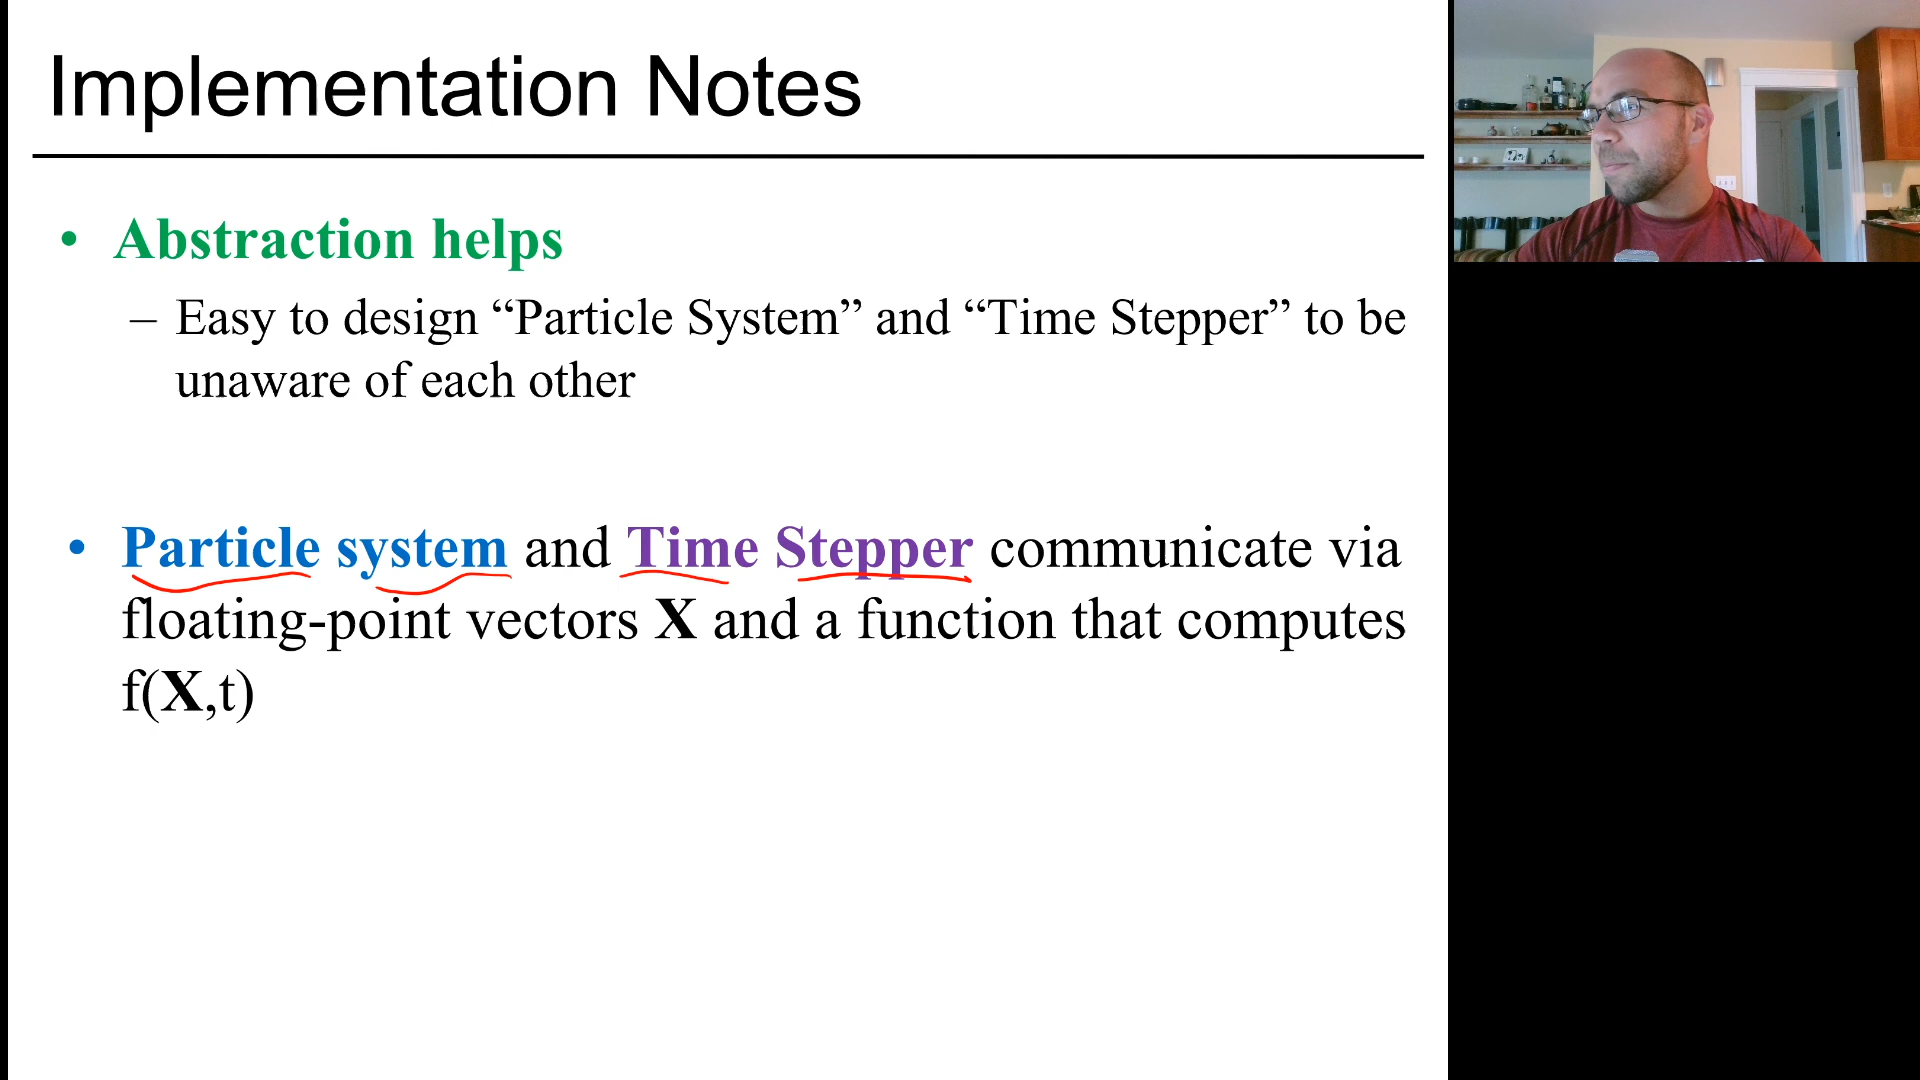 Implementation Notes
• Abstraction helps
– Easy to design “Particle System” and “Time Stepper” to be
unaware of each other
• Particle system and Time Stepper communicate via
floating-point vectors X and a function that computes
f(X,t)